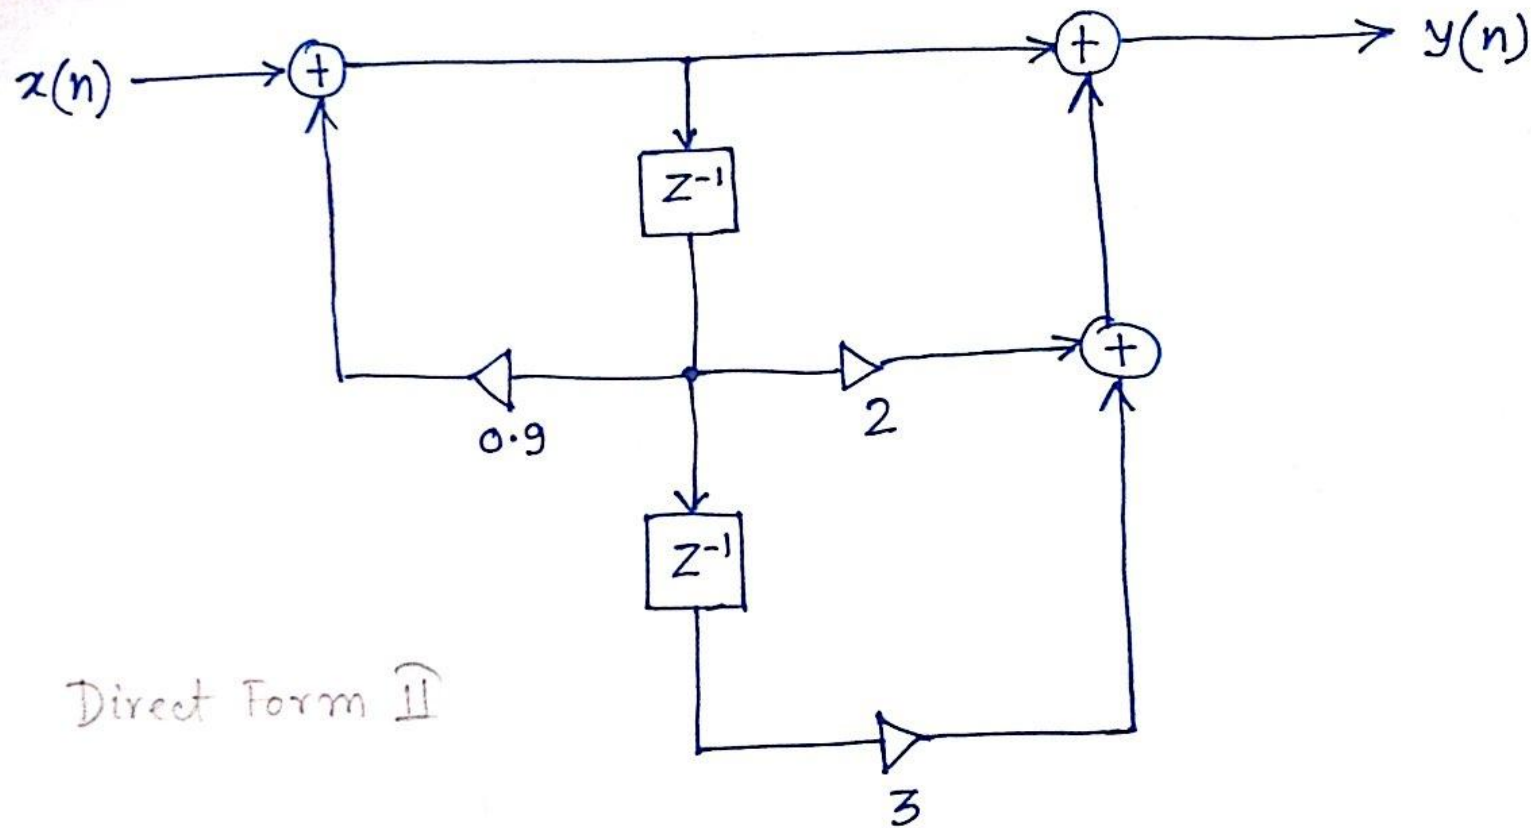 x(n)
+
+
y(n)
Z⁻¹
+
0.9
2
Z⁻¹
Direct Form II
3